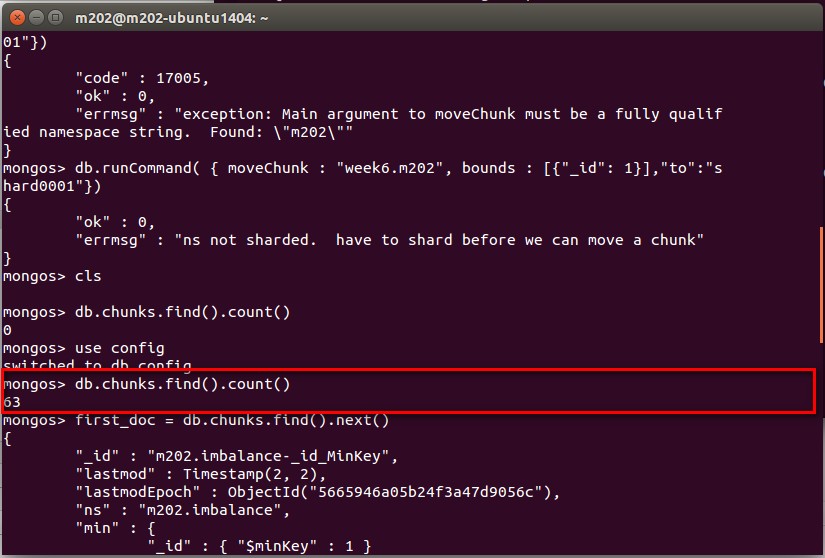 m202@m202-ubuntu1404: ~
01"})
{
        "code" : 17005,
        "ok" : 0,
        "errmsg" : "exception: Main argument to moveChunk must be a fully qualif
ied namespace string.  Found: \"m202\""
}
mongos> db.runCommand( { moveChunk : "week6.m202", bounds : [{"_id": 1}],"to":"s
hard0001"})
{
        "ok" : 0,
        "errmsg" : "ns not sharded.  have to shard before we can move a chunk"
}
mongos> cls

mongos> db.chunks.find().count()
0
mongos> use config
switched to db config
mongos> db.chunks.find().count()
63
mongos> first_doc = db.chunks.find().next()
{
        "_id" : "m202.imbalance-_id_MinKey",
        "lastmod" : Timestamp(2, 2),
        "lastmodEpoch" : ObjectId("5665946a05b24f3a47d9056c"),
        "ns" : "m202.imbalance",
        "min" : {
                "_id" : { "$minKey" : 1 }